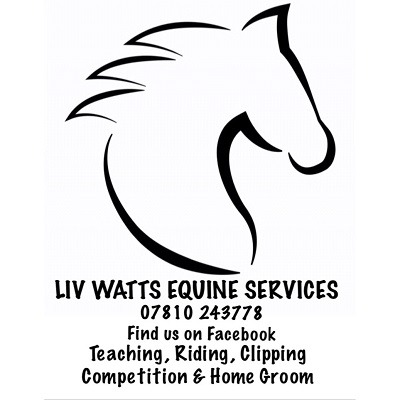 LIV WATTS EQUINE SERVICES
07810 243778
Find us on Facebook
Teaching, Riding, Clipping
Competition & Home Groom